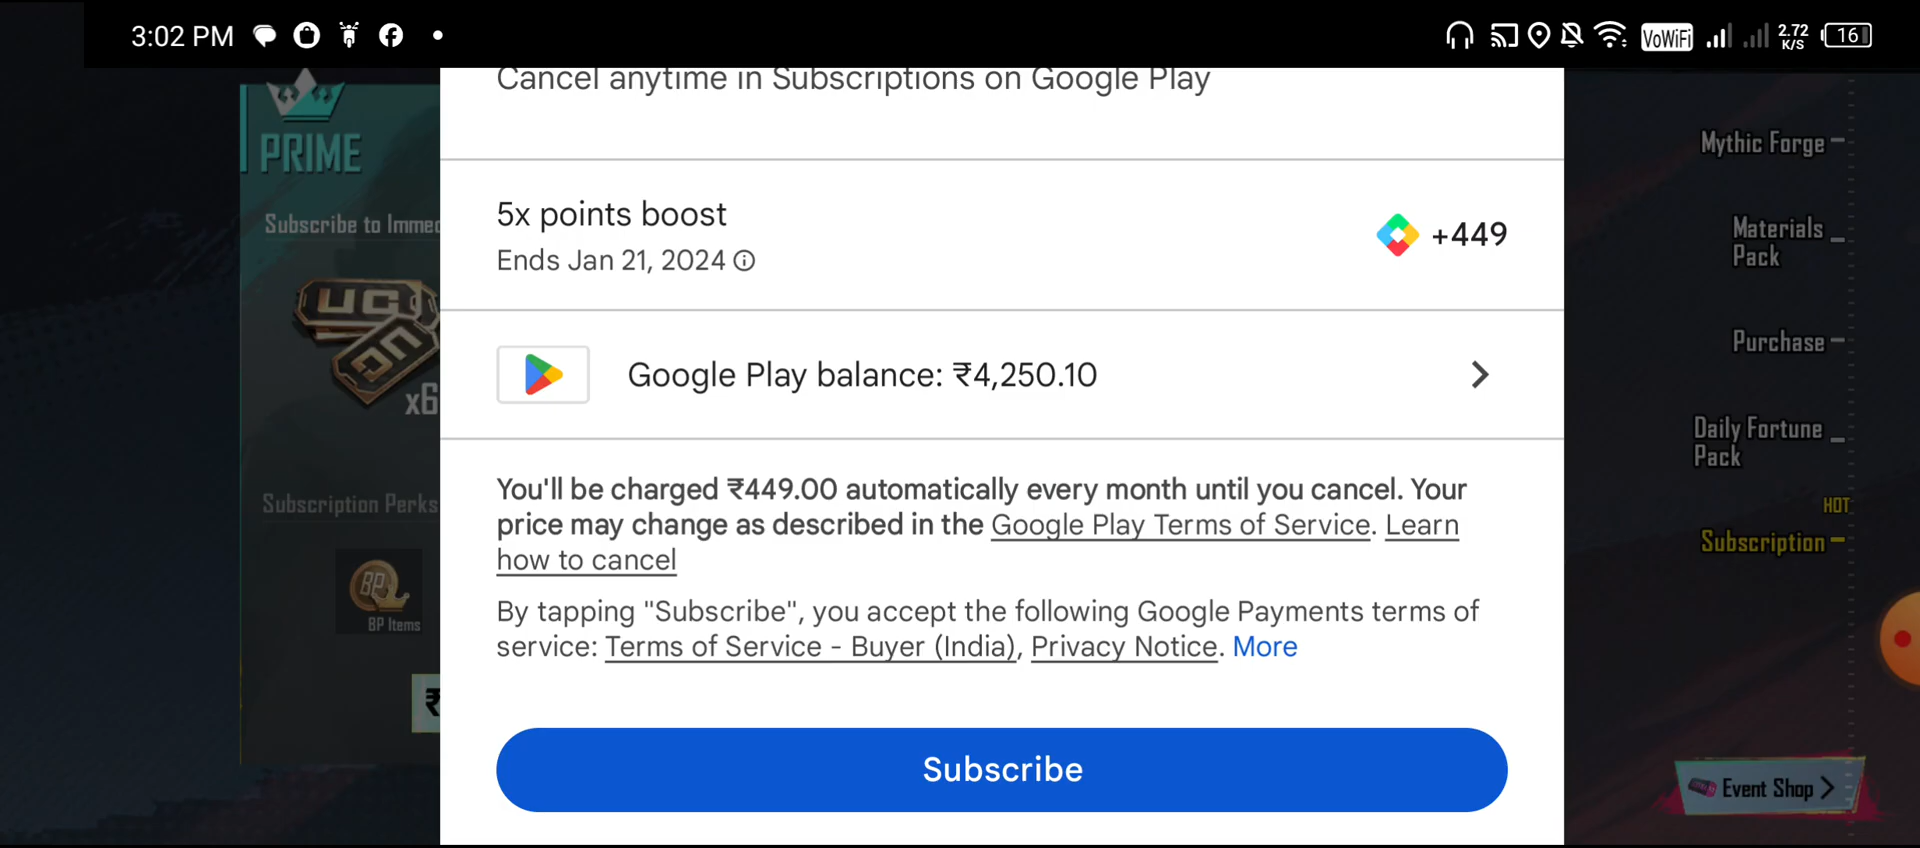 3:02 PM
VoWiFi
2.72
K/S
16
Cancel anytime in Subscriptions on Google Play
PRIME
Subscribe to Immed
UC
UC
x6
Subscription Perks
BP
BP Items
₹
5x points boost
Ends Jan 21, 2024
+449
Google Play balance: ₹4,250.10
You'll be charged ₹449.00 automatically every month until you cancel. Your
price may change as described in the Google Play Terms of Service. Learn
how to cancel
By tapping "Subscribe", you accept the following Google Payments terms of
service: Terms of Service - Buyer (India), Privacy Notice. More
Subscribe
Mythic Forge
Materials
Pack
Purchase
Daily Fortune
Pack
HOT
Subscription
Event Shop